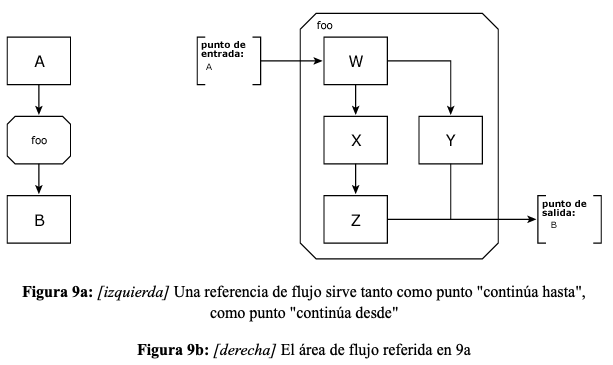 A
foo
B
punto de
entrada:
A
foo
W
X
Y
Z
punto de
salida:
B
Figura 9a: [izquierda] Una referencia de flujo sirve tanto como punto "continúa hasta",
como punto "continúa desde"
Figura 9b: [derecha] El área de flujo referida en 9a